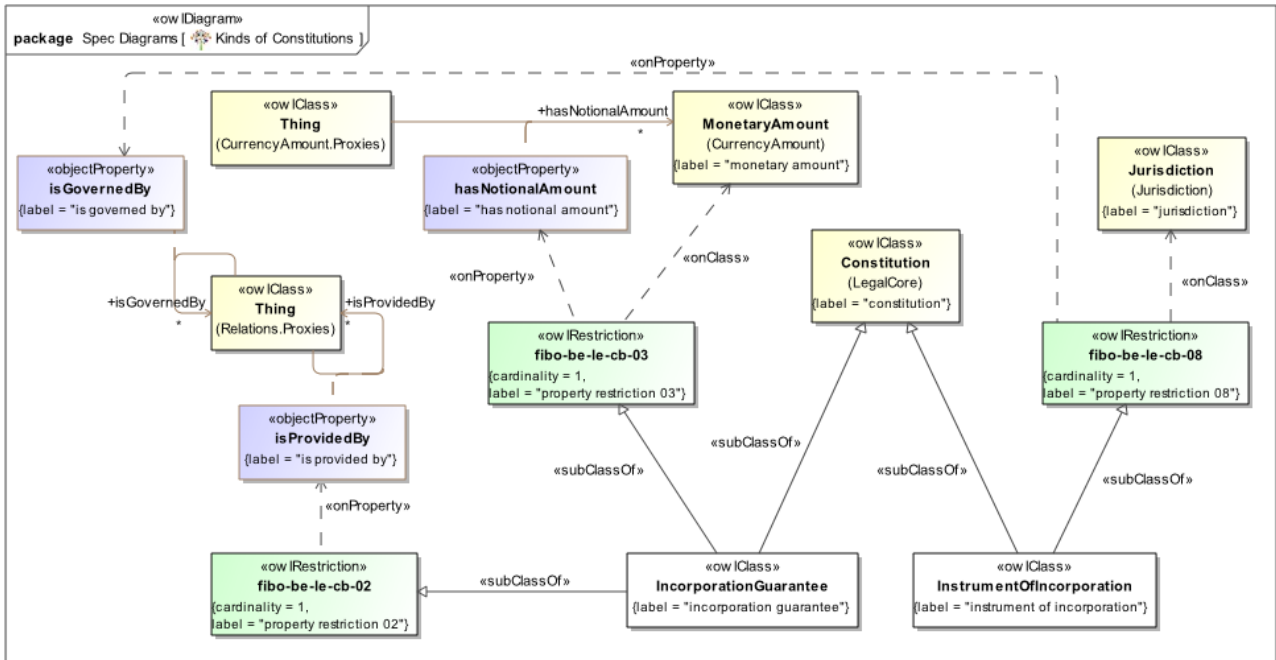 «owlDiagram»
package Spec Diagrams [ Kinds of Constitutions ]
«onProperty»
«owlClass»
Thing
(CurrencyAmount.Proxies)
+hasNotionalAmount
*
«owlClass»
MonetaryAmount
(CurrencyAmount)
{label = "monetary amount"}
«owlClass»
Jurisdiction
(Jurisdiction)
{label = "jurisdiction"}
«objectProperty»
isGovernedBy
{label = "is governed by"}
«objectProperty»
hasNotionalAmount
{label = "has notional amount"}
«owlClass»
Constitution
(LegalCore)
{label = "constitution"}
«onProperty»
«onClass»
«onClass»
+isGovernedBy
*
«owlClass»
Thing
(Relations.Proxies)
+isProvidedBy
*
«owlRestriction»
fibo-be-le-cb-03
{cardinality = 1,
label = "property restriction 03"}
«owlRestriction»
fibo-be-le-cb-08
{cardinality = 1,
label = "property restriction 08"}
«objectProperty»
isProvidedBy
{label = "is provided by"}
«subClassOf»
«subClassOf»
«subClassOf»
«subClassOf»
«onProperty»
«owlRestriction»
fibo-be-le-cb-02
{cardinality = 1,
label = "property restriction 02"}
«subClassOf»
«owlClass»
IncorporationGuarantee
{label = "incorporation guarantee"}
«owlClass»
InstrumentOfIncorporation
{label = "instrument of incorporation"}